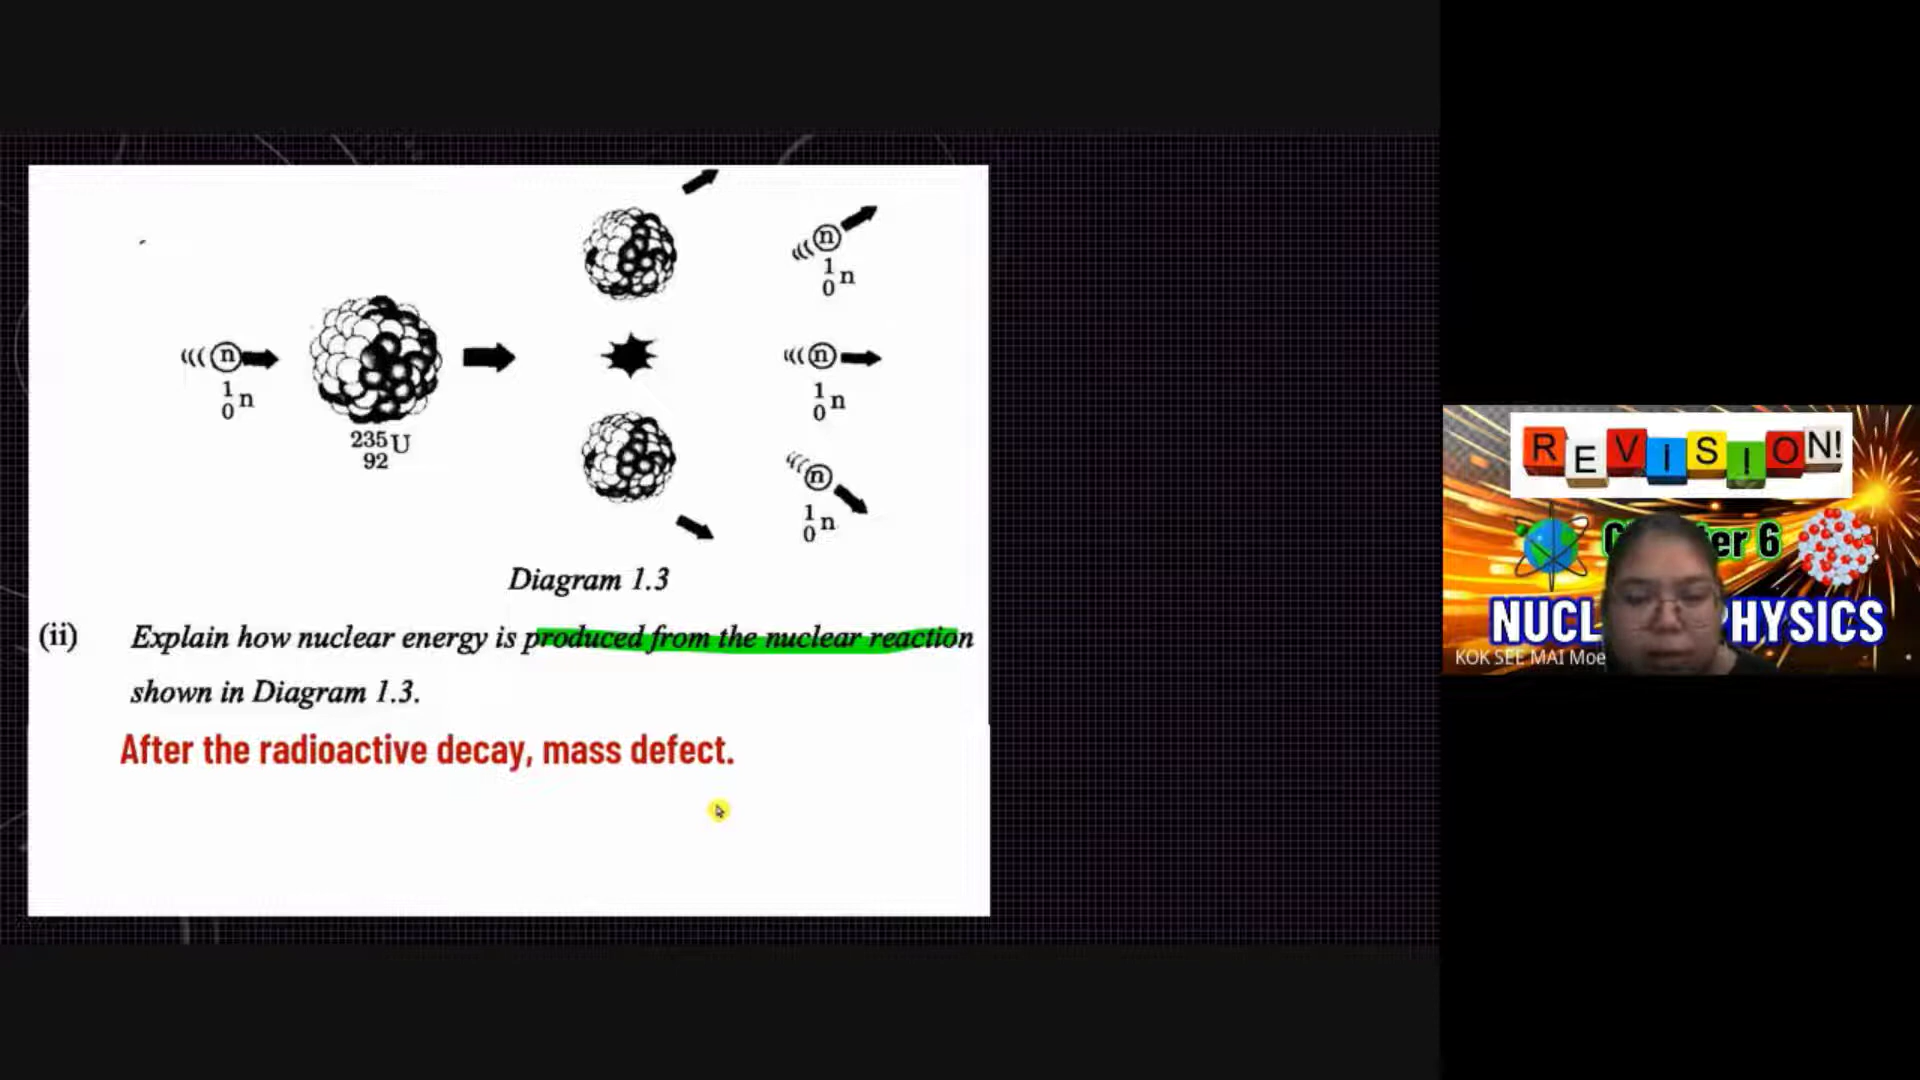 n
1
0 n
n
1
0 n
235
92 U
n
1
0 n
n
1
0 n
Diagram 1.3
(ii) Explain how nuclear energy is produced from the nuclear reaction
shown in Diagram 1.3.
After the radioactive decay, mass defect.
REVISION!
er 6
NUCL PHYSICS
KOK SEE MAI Moe